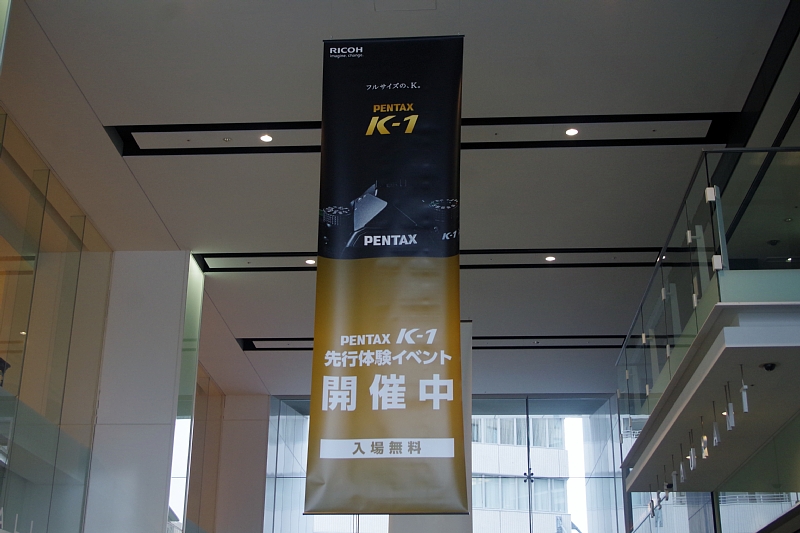 RICOH
imagine. change.
フルサイズの、K。
PENTAX
K-1
PENTAX
K-1
PENTAX K-1
先行体験イベント
開催中
入場無料